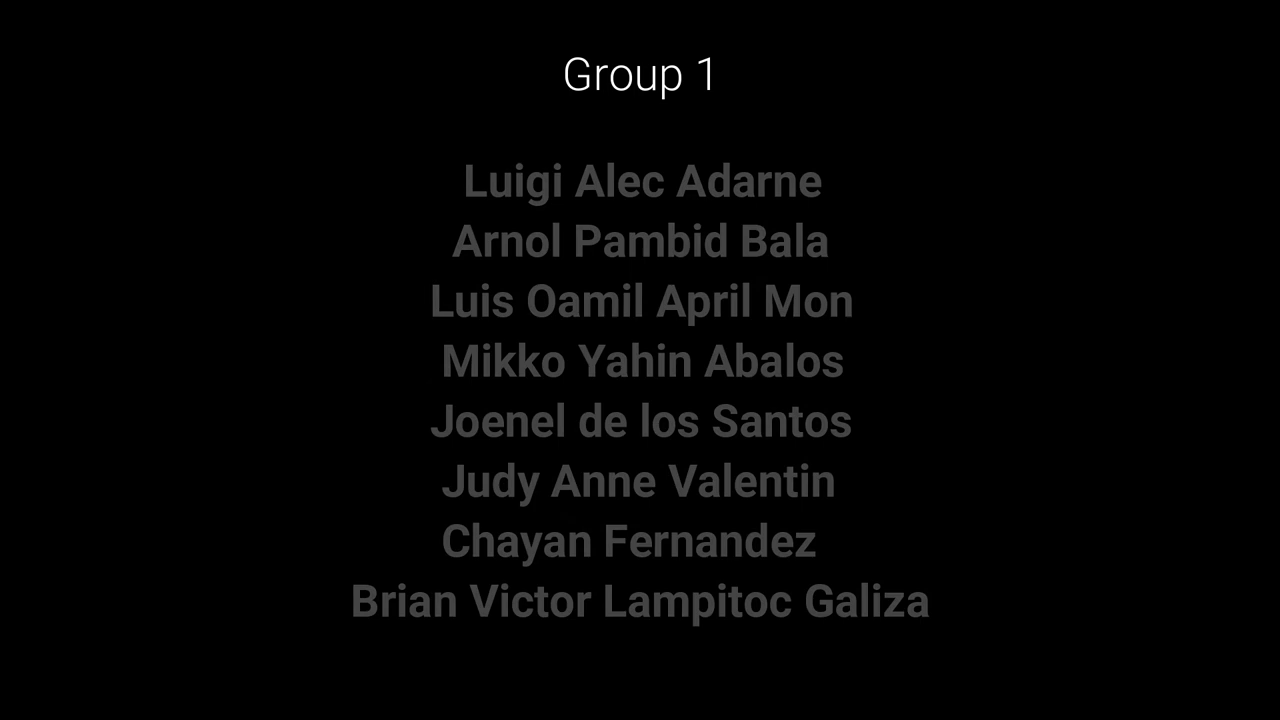 Group 1
Luigi Alec Adarne
Arnol Pambid Bala
Luis Oamil April Mon
Mikko Yahin Abalos
Joenel de los Santos
Judy Anne Valentin
Chayan Fernandez
Brian Victor Lampitoc Galiza